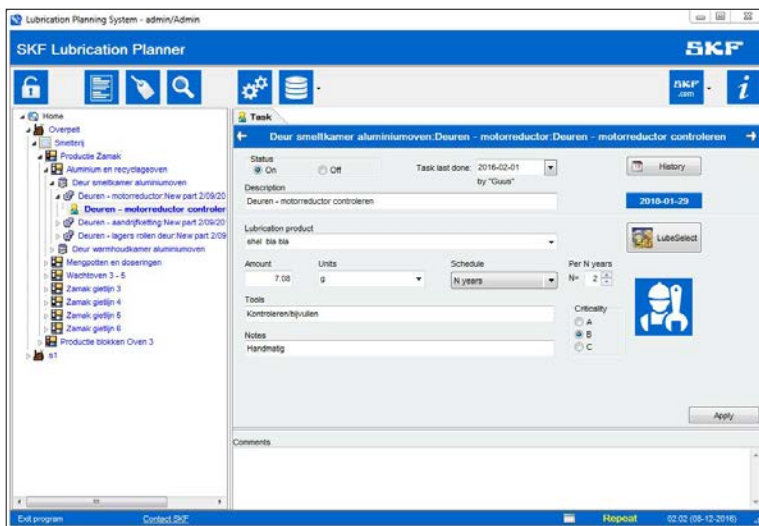 Lubrication Planning System - admin/Admin
SKF Lubrication Planner
SKF
SKF
.com
i
Home
Overpelt
Smelterij
Productie Zamak
Aluminium en recyclageoven
Deur smeltkamer aluminiumoven
Deuren - motorreductor:New part 2/09/20
Deuren - motorreductor controler
Deuren - aandrijfketting:New part 2/09/20
Deuren - lagers rollen deur:New part 2/09
Deur warmhoudkamer aluminiumoven
Mengpotten en doseringen
Wachtoven 3 - 5
Zamak gietlijn 3
Zamak gietlijn 4
Zamak gietlijn 5
Zamak gietlijn 6
Productie blokken Oven 3
s1
Task
Deur smeltkamer aluminiumoven:Deuren - motorreductor:Deuren - motorreductor controleren
Status
On
Off
Task last done:
2016-02-01
by "Guus"
History
Description
Deuren - motorreductor controleren
2018-01-29
Lubrication product
shel bla bla
LubeSelect
Amount
Units
Schedule
Per N years
7.08
g
N years
N=
2
Tools
Kontroleren/bijvullen
Criticality
A
B
C
Notes
Handmatig
Apply
Comments
Exit program
Contact SKF
Repeat
02.02 (08-12-2016)